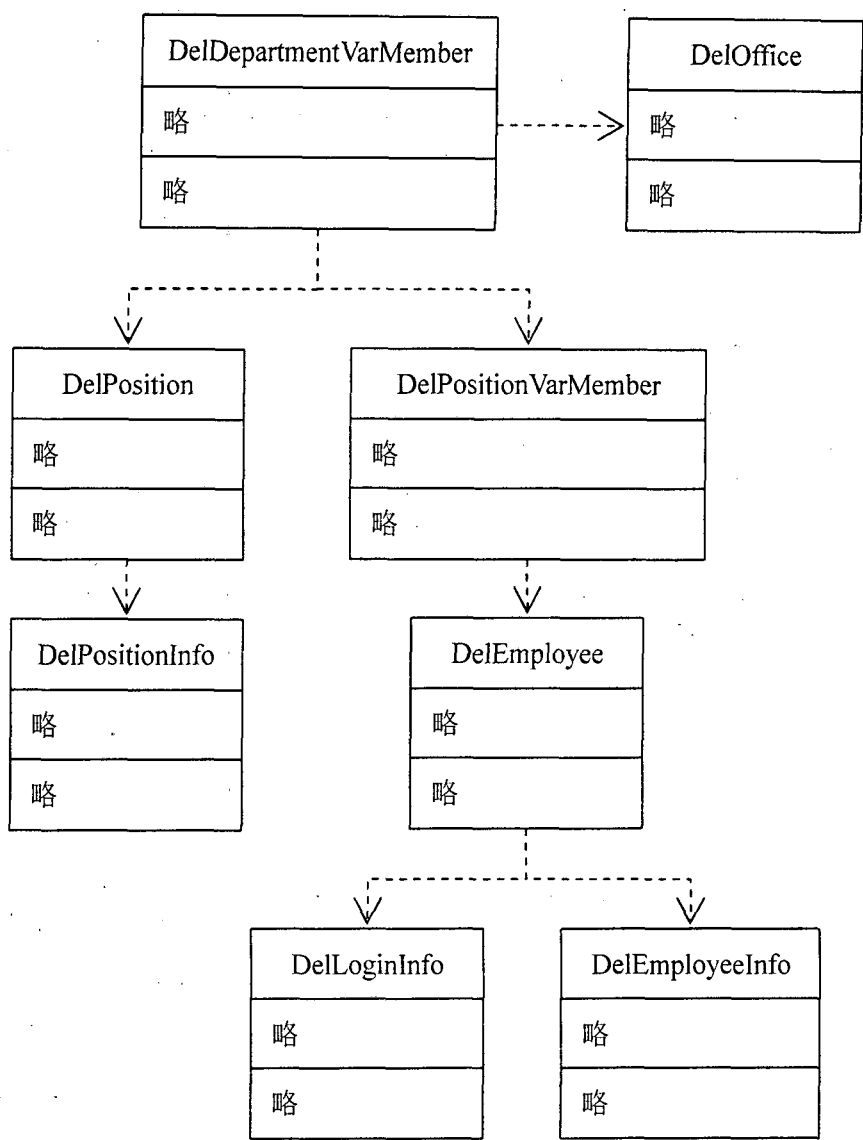 DelDepartmentVarMember
略
略
DelOffice
略
略
DelPosition
略
略
DelPositionVarMember
略
略
DelPositionInfo
略
略
DelEmployee
略
略
DelLoginInfo
略
略
DelEmployeeInfo
略
略